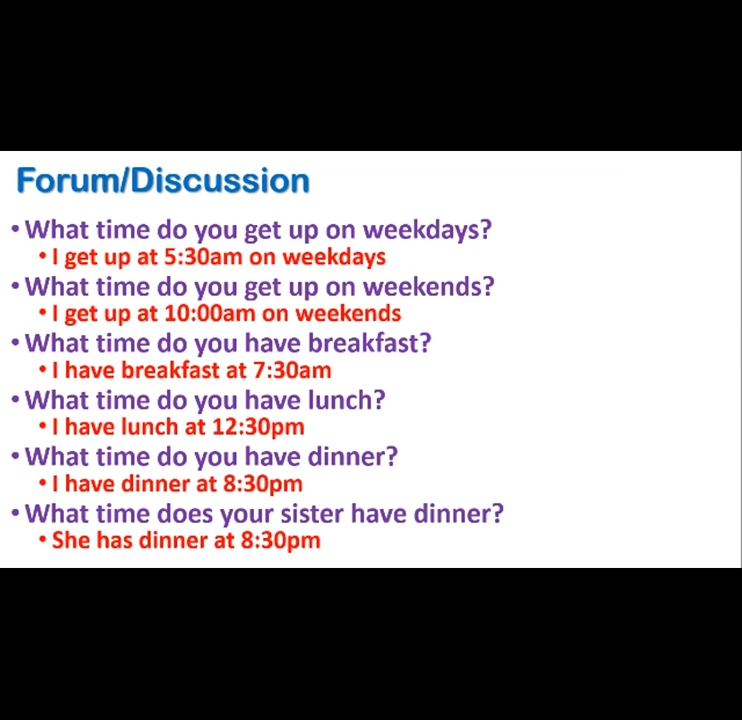 Forum/Discussion
• What time do you get up on weekdays?
• I get up at 5:30am on weekdays
• What time do you get up on weekends?
• I get up at 10:00am on weekends
• What time do you have breakfast?
• I have breakfast at 7:30am
• What time do you have lunch?
• I have lunch at 12:30pm
• What time do you have dinner?
• I have dinner at 8:30pm
• What time does your sister have dinner?
• She has dinner at 8:30pm